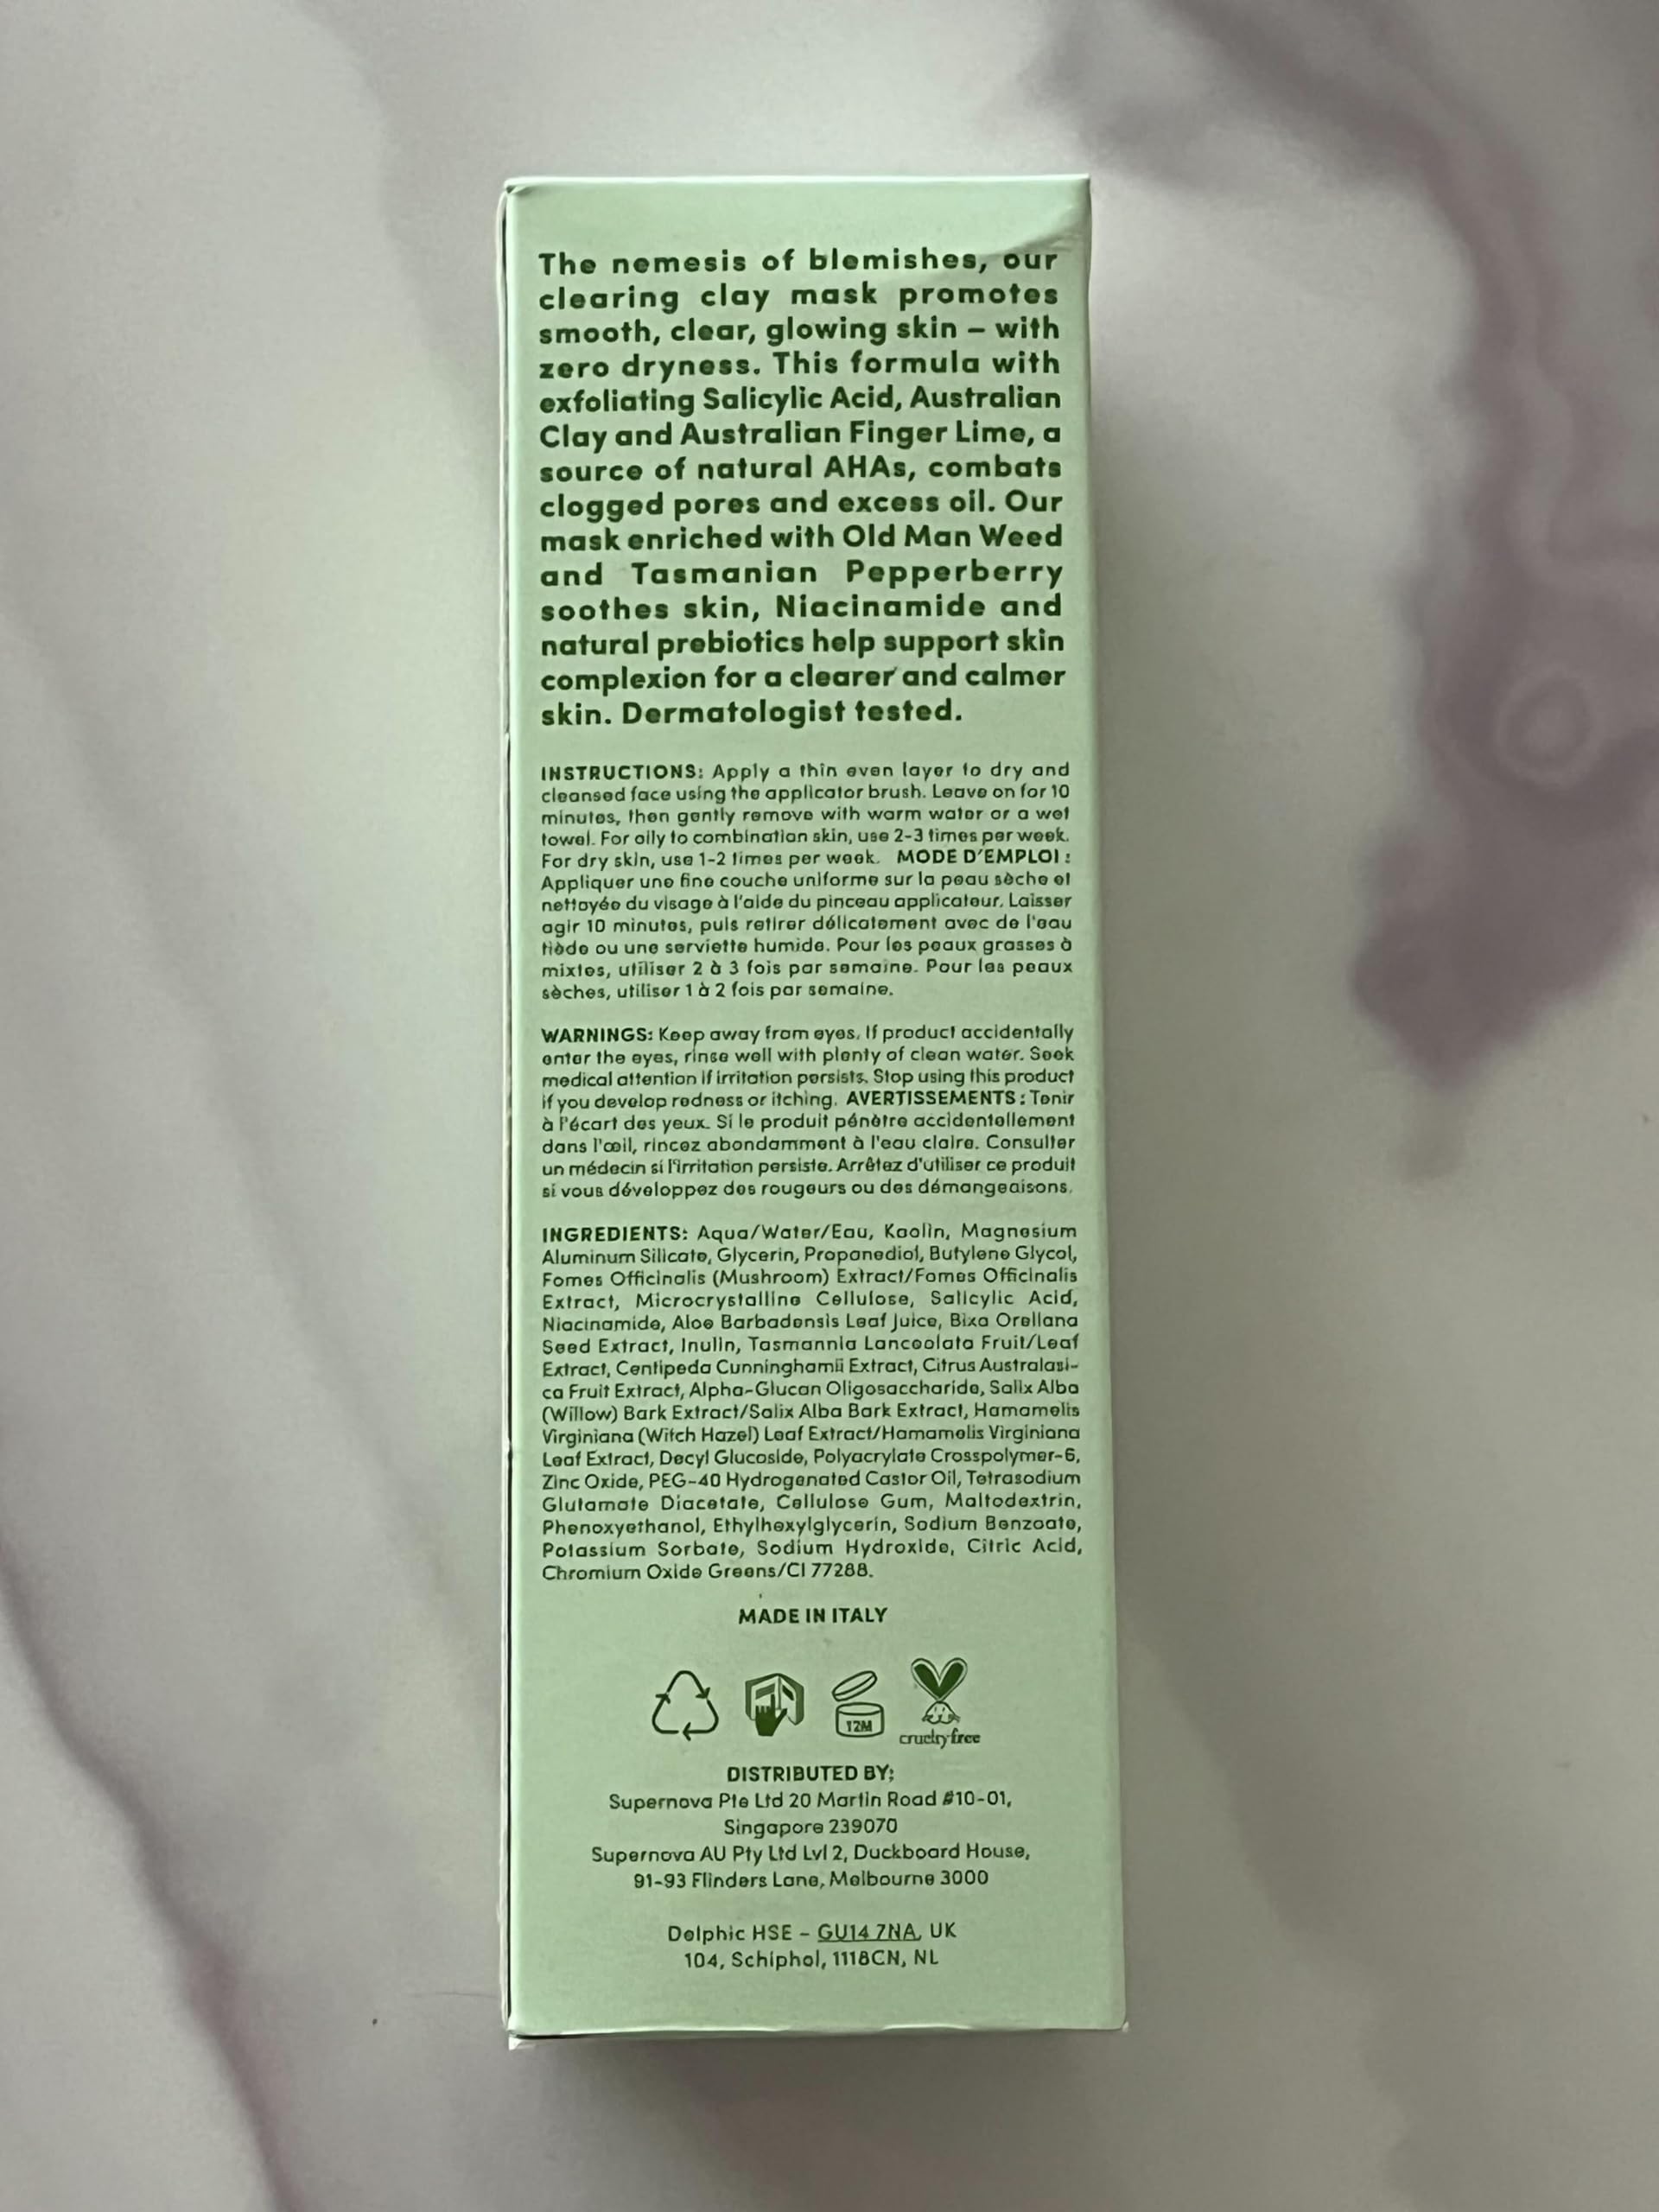 The nemesis of blemishes, our
clearing clay mask promotes
smooth, clear, glowing skin – with
zero dryness. This formula with
exfoliating Salicylic Acid, Australian
Clay and Australian Finger Lime, a
source of natural AHAs, combats
clogged pores and excess oil. Our
mask enriched with Old Man Weed
and Tasmanian Pepperberry
soothes skin, Niacinamide and
natural prebiotics help support skin
complexion for a clearer and calmer
skin. Dermatologist tested.
INSTRUCTIONS: Apply a thin even layer to dry and
cleansed face using the applicator brush. Leave on for 10
minutes, then gently remove with warm water or a wet
towel. For oily to combination skin, use 2-3 times per week.
For dry skin, use 1-2 times per week. MODE D'EMPLOI :
Appliquer une fine couche uniforme sur la peau sèche et
nettoyée du visage à l'aide du pinceau applicateur. Laisser
agir 10 minutes, puis retirer délicatement avec de l'eau
tiède ou une serviette humide. Pour les peaux grasses à
mixtes, utiliser 2 à 3 fois par semaine. Pour les peaux
sèches, utiliser 1 à 2 fois par semaine.
WARNINGS: Keep away from eyes. If product accidentally
enter the eyes, rinse well with plenty of clean water. Seek
medical attention if irritation persists. Stop using this product
if you develop redness or itching. AVERTISSEMENTS : Tenir
à l'écart des yeux. Si le produit pénètre accidentellement
dans l'œil, rincez abondamment à l'eau claire. Consulter
un médecin si l'irritation persiste. Arrêtez d'utiliser ce produit
si vous développez des rougeurs ou des démangeaisons.
INGREDIENTS: Aqua/Water/Eau, Kaolin, Magnesium
Aluminum Silicate, Glycerin, Propanediol, Butylene Glycol,
Fomes Officinalis (Mushroom) Extract/Fomes Officinalis
Extract, Microcrystalline Cellulose, Salicylic Acid,
Niacinamide, Aloe Barbadensis Leaf Juice, Bixa Orellana
Seed Extract, Inulin, Tasmannia Lanceolata Fruit/Leaf
Extract, Centipeda Cunninghamii Extract, Citrus Australasi-
ca Fruit Extract, Alpha-Glucan Oligosaccharide, Salix Alba
(Willow) Bark Extract/Salix Alba Bark Extract, Hamamelis
Virginiana (Witch Hazel) Leaf Extract/Hamamelis Virginiana
Leaf Extract, Decyl Glucoside, Polyacrylate Crosspolymer-6,
Zinc Oxide, PEG-40 Hydrogenated Castor Oil, Tetrasodium
Glutamate Diacetate, Cellulose Gum, Maltodextrin,
Phenoxyethanol, Ethylhexylglycerin, Sodium Benzoate,
Potassium Sorbate, Sodium Hydroxide, Citric Acid,
Chromium Oxide Greens/CI 77288.
MADE IN ITALY
12M
cruelty free
DISTRIBUTED BY:
Supernova Pte Ltd 20 Martin Road #10-01,
Singapore 239070
Supernova AU Pty Ltd Lvl 2, Duckboard House,
91-93 Flinders Lane, Melbourne 3000
Delphic HSE – GU14 7NA, UK
104, Schiphol, 1118CN, NL